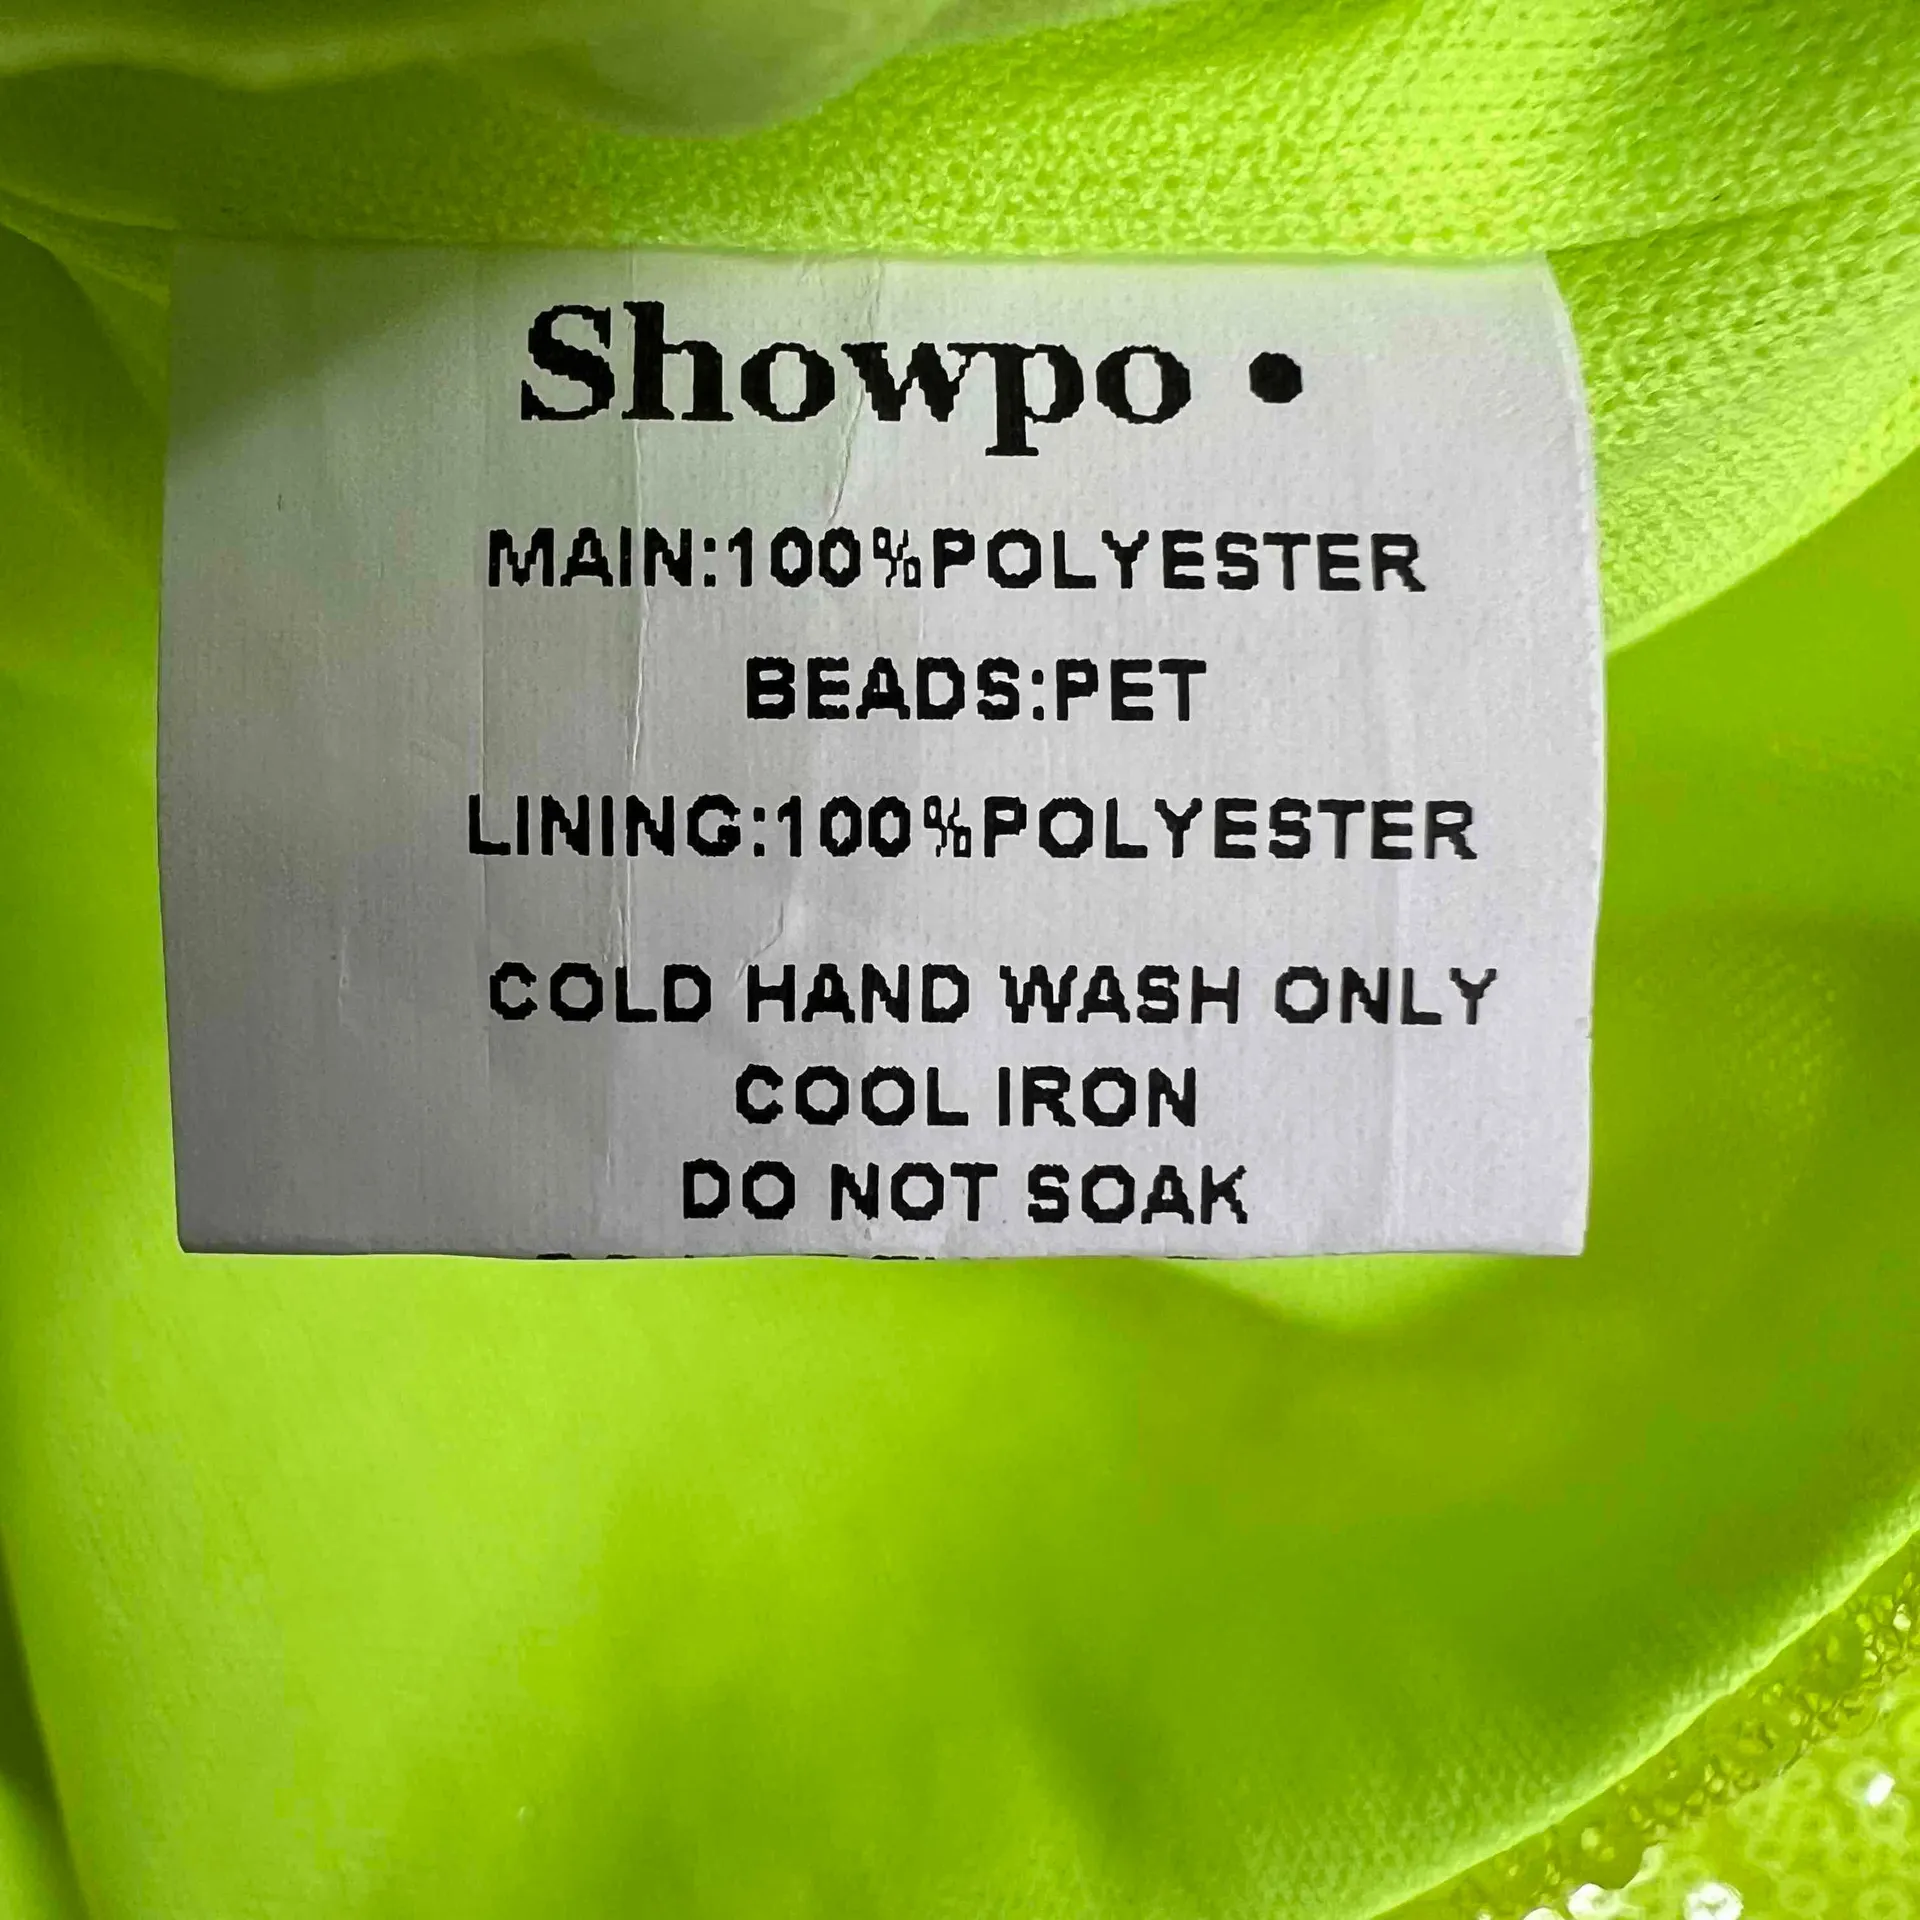 Showpo •
MAIN:100%POLYESTER
BEADS:PET
LINING:100%POLYESTER
COLD HAND WASH ONLY
COOL IRON
DO NOT SOAK